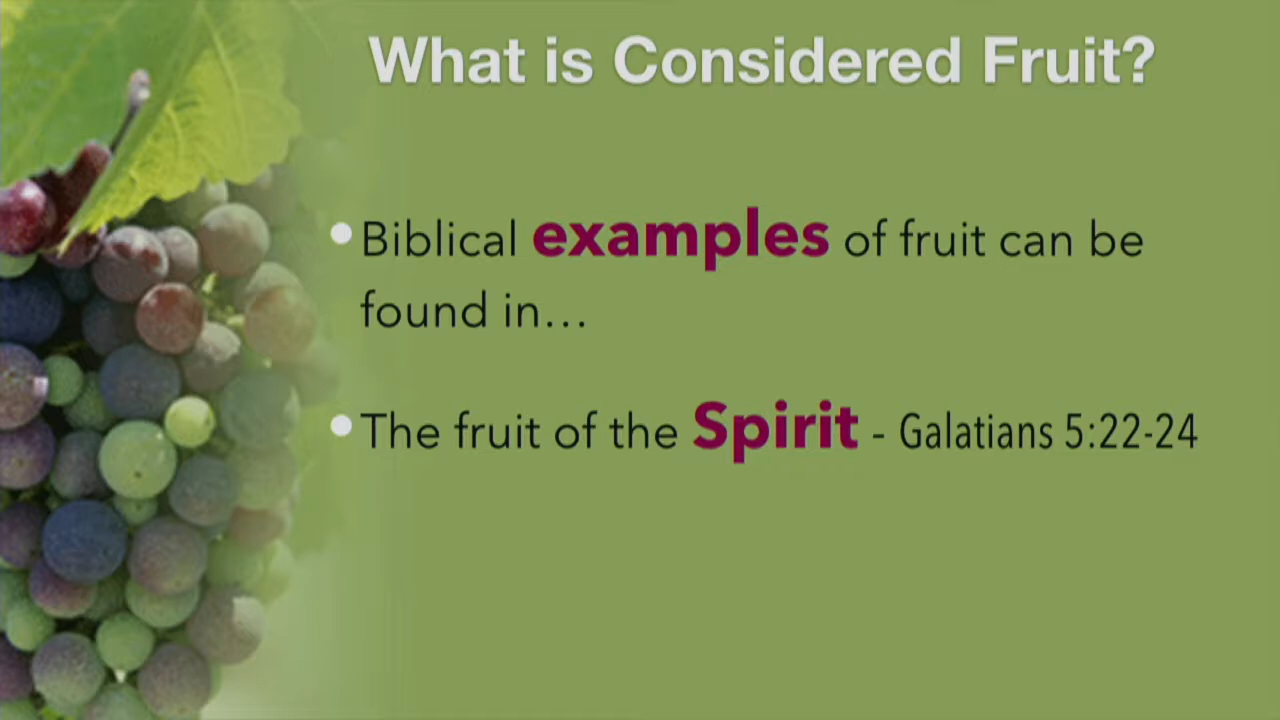 What is Considered Fruit?
• Biblical examples of fruit can be
found in…
• The fruit of the Spirit - Galatians 5:22-24